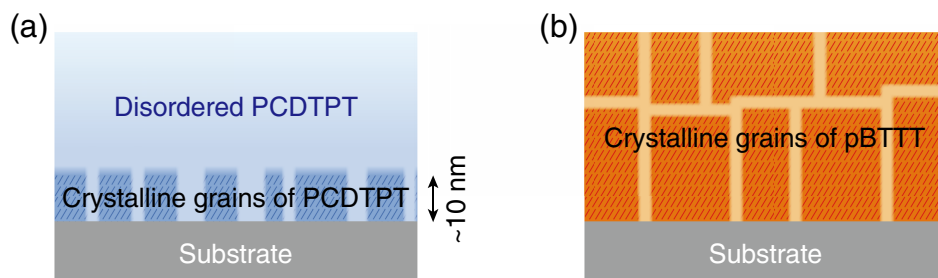 (a)
Disordered PCDTPT
Crystalline grains of PCDTPT
~10 nm
Substrate
(b)
Crystalline grains of pBTTT
Substrate